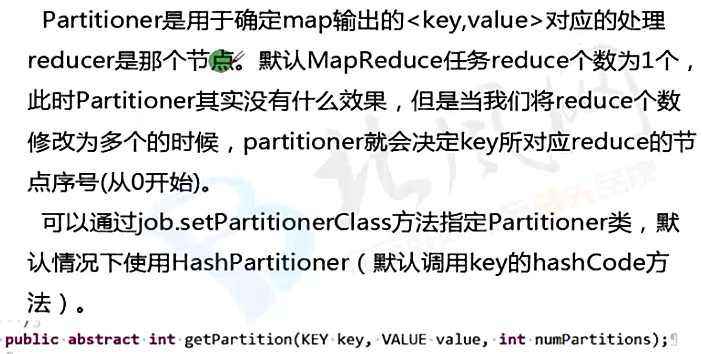 Partitioner是用于确定map输出的<key,value>对应的处理
reducer是那个节点。默认MapReduce任务reduce个数为1个，
此时Partitioner其实没有什么效果，但是当我们将reduce个数
修改为多个的时候，partitioner就会决定key所对应reduce的节
点序号(从0开始)。
可以通过job.setPartitionerClass方法指定Partitioner类，默
认情况下使用HashPartitioner（默认调用key的hashCode方
法）。
public abstract int getPartition(KEY key, VALUE value, int numPartitions);